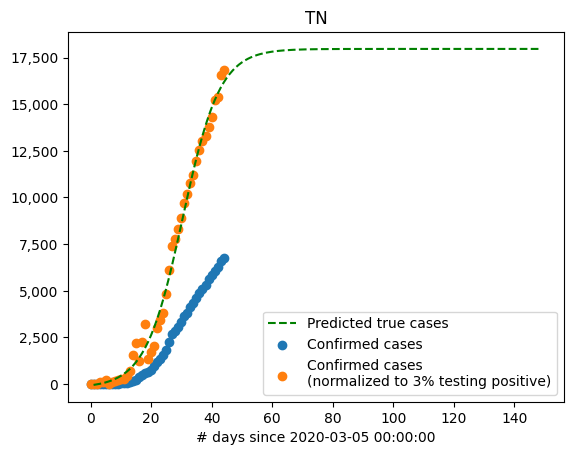 TN
17,500
15,000
12,500
10,000
7,500
5,000
2,500
0
Predicted true cases
Confirmed cases
Confirmed cases
(normalized to 3% testing positive)
0 20 40 60 80 100 120 140
# days since 2020-03-05 00:00:00